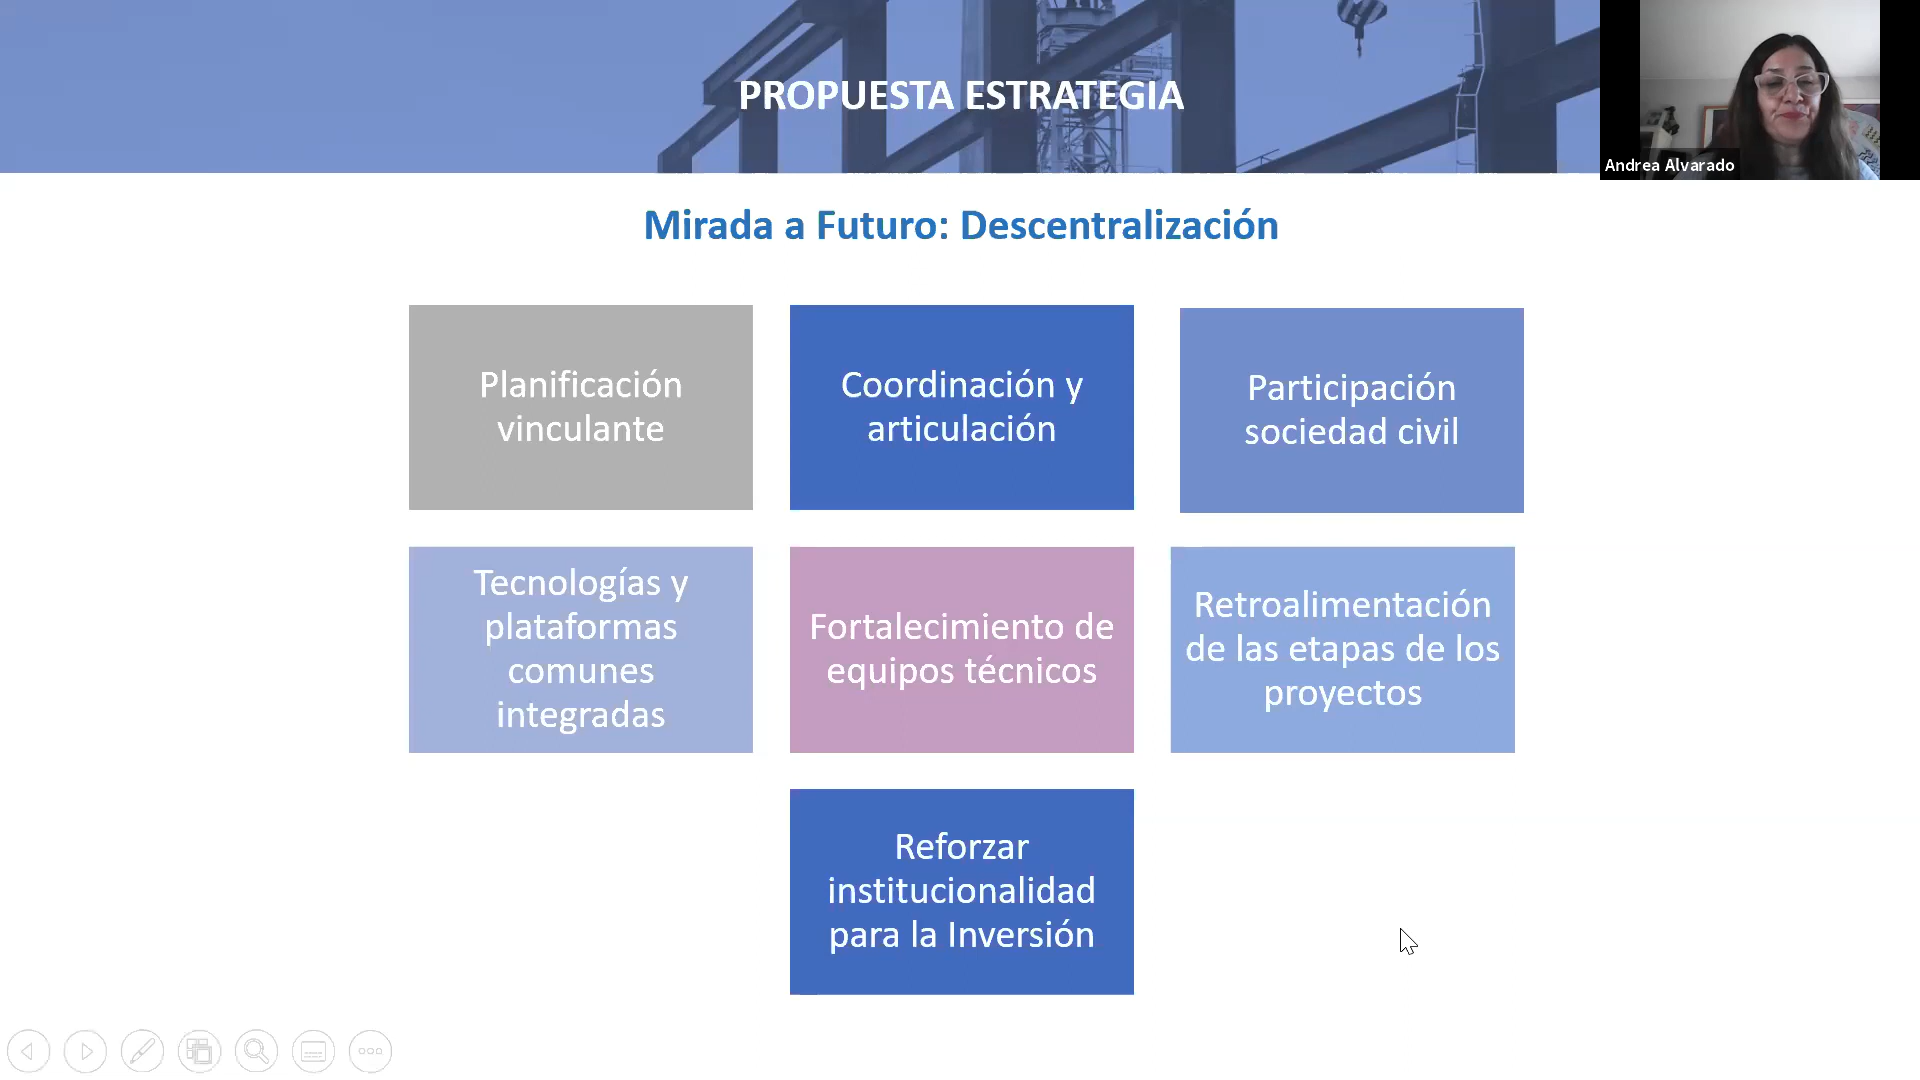 PROPUESTA ESTRATEGIA
Andrea Alvarado
Mirada a Futuro: Descentralización
Planificación
vinculante
Coordinación y
articulación
Participación
sociedad civil
Tecnologías y
plataformas
comunes
integradas
Fortalecimiento de
equipos técnicos
Retroalimentación
de las etapas de los
proyectos
Reforzar
institucionalidad
para la Inversión